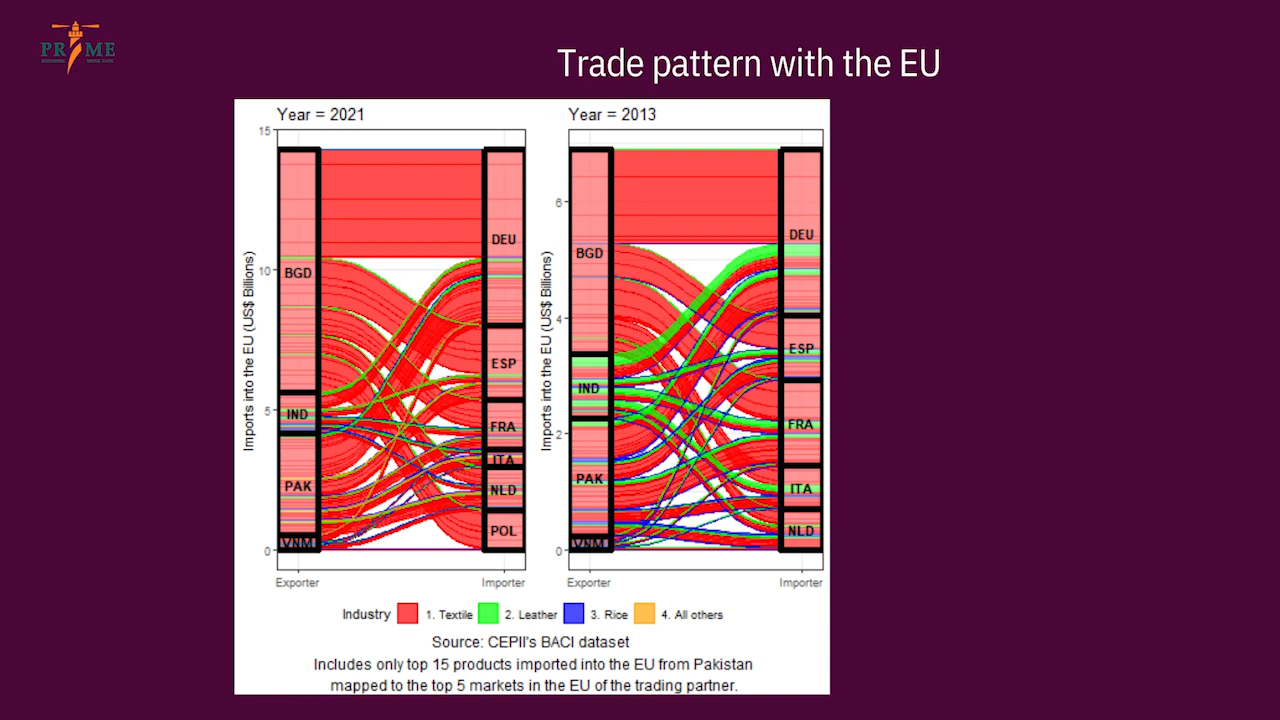 PRIME
Trade pattern with the EU
Year = 2021
Year = 2013
Imports into the EU (US$ Billions)
15
10
5
0
BGD
IND
PAK
VNM
DEU
ESP
FRA
ITA
NLD
POL
Exporter
Importer
Imports into the EU (US$ Billions)
6
4
2
0
BGD
IND
PAK
VNM
DEU
ESP
FRA
ITA
NLD
Exporter
Importer
Industry 1. Textile 2. Leather 3. Rice 4. All others
Source: CEPII's BACI dataset
Includes only top 15 products imported into the EU from Pakistan
mapped to the top 5 markets in the EU of the trading partner.